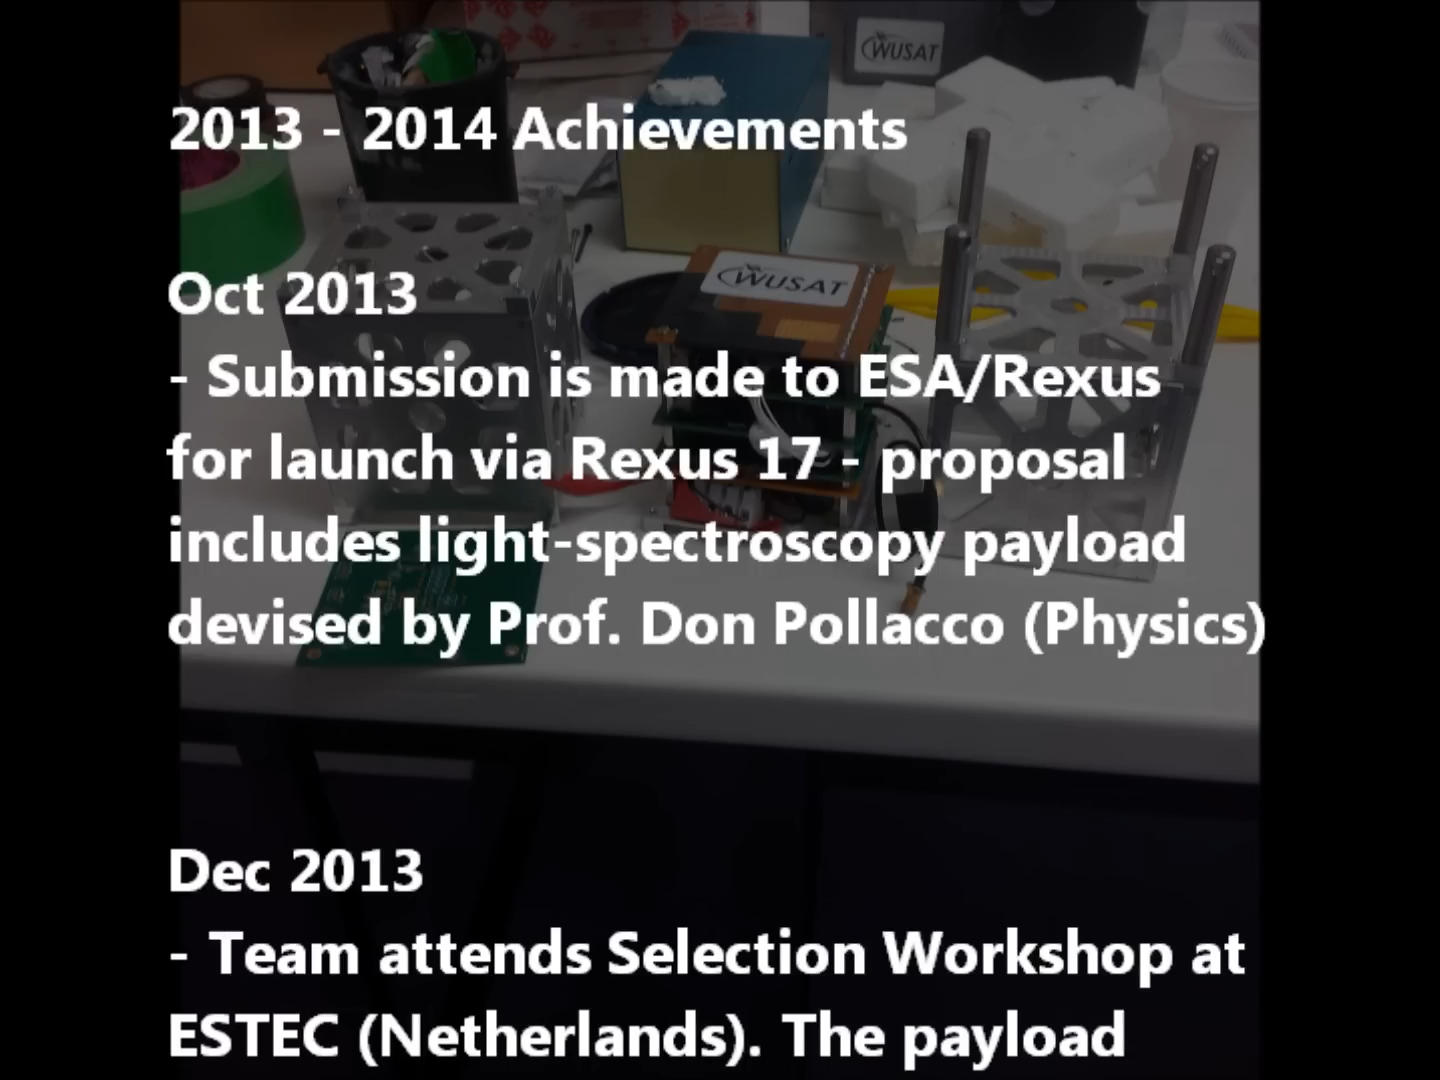 WUSAT
2013 - 2014 Achievements
WUSAT
Oct 2013
- Submission is made to ESA/Rexus
for launch via Rexus 17 - proposal
includes light-spectroscopy payload
devised by Prof. Don Pollacco (Physics)
Dec 2013
- Team attends Selection Workshop at
ESTEC (Netherlands). The payload